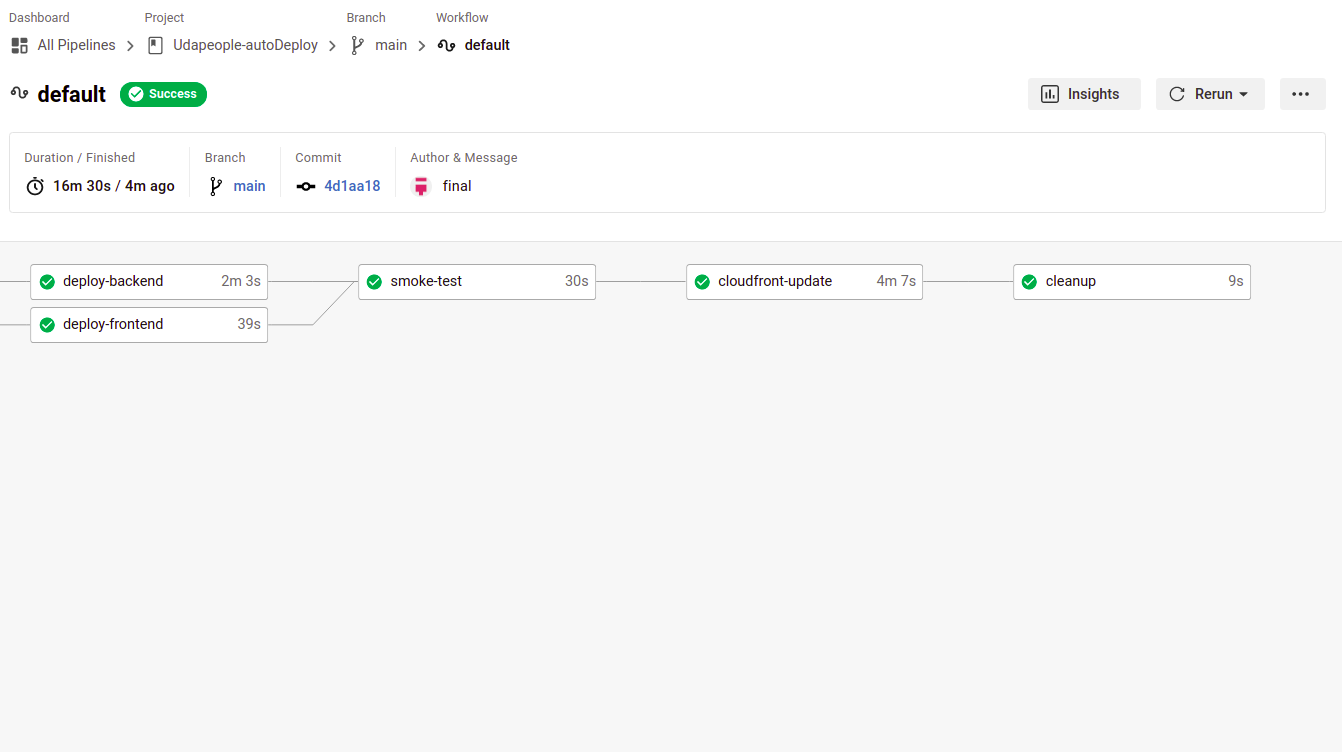 Dashboard Project Branch Workflow
All Pipelines Udapeople-autoDeploy main default
default Success Insights Rerun
Duration / Finished Branch Commit Author & Message
16m 30s / 4m ago main 4d1aa18 final
deploy-backend 2m 3s smoke-test 30s cloudfront-update 4m 7s cleanup 9s
deploy-frontend 39s